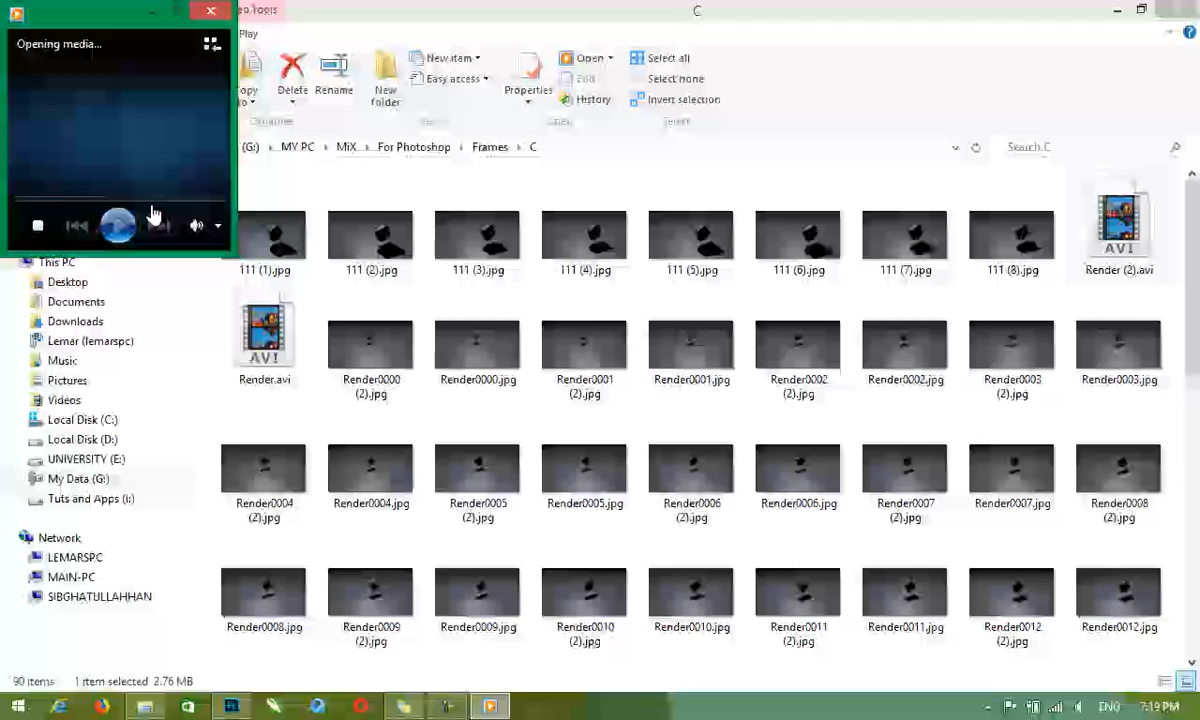 Opening media...
C
Play
Delete
Rename
New folder
Properties
New item
Easy access
Open
Edit
History
Select all
Select none
Invert selection
Select
(G:) MY PC MiX For Photoshop Frames C
Search C
This PC
Desktop
Documents
Downloads
Lemar (lemarspc)
Music
Pictures
Videos
Local Disk (C:)
Local Disk (D:)
UNIVERSITY (E:)
My Data (G:)
Tuts and Apps (I:)
Network
LEMARSPC
MAIN-PC
SIBGHATULLAHHAN
111 (1).jpg 111 (2).jpg 111 (3).jpg 111 (4).jpg 111 (5).jpg 111 (6).jpg 111 (7).jpg 111 (8).jpg Render (2).avi
AVI
AVI
Render.avi Render0000 (2).jpg Render0000.jpg Render0001 (2).jpg Render0001.jpg Render0002 (2).jpg Render0002.jpg Render0003 (2).jpg Render0003.jpg
Render0004 (2).jpg Render0004.jpg Render0005 (2).jpg Render0005.jpg Render0006 (2).jpg Render0006.jpg Render0007 (2).jpg Render0007.jpg Render0008 (2).jpg
Render0008.jpg Render0009 (2).jpg Render0009.jpg Render0010 (2).jpg Render0010.jpg Render0011 (2).jpg Render0011.jpg Render0012 (2).jpg Render0012.jpg
90 items 1 item selected 2.76 MB
ENG 7:19 PM